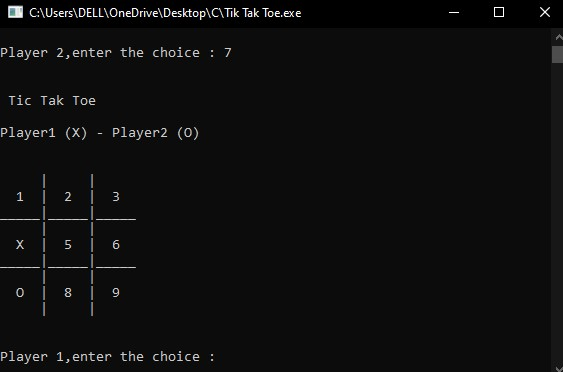 C:\Users\DELL\OneDrive\Desktop\C\Tik Tak Toe.exe
Player 2,enter the choice : 7
Tic Tak Toe
Player1 (X) - Player2 (O)
     |     |
  1  |  2  |  3
_____|_____|_____
     |     |
  X  |  5  |  6
_____|_____|_____
     |     |
  O  |  8  |  9
     |     |
Player 1,enter the choice :